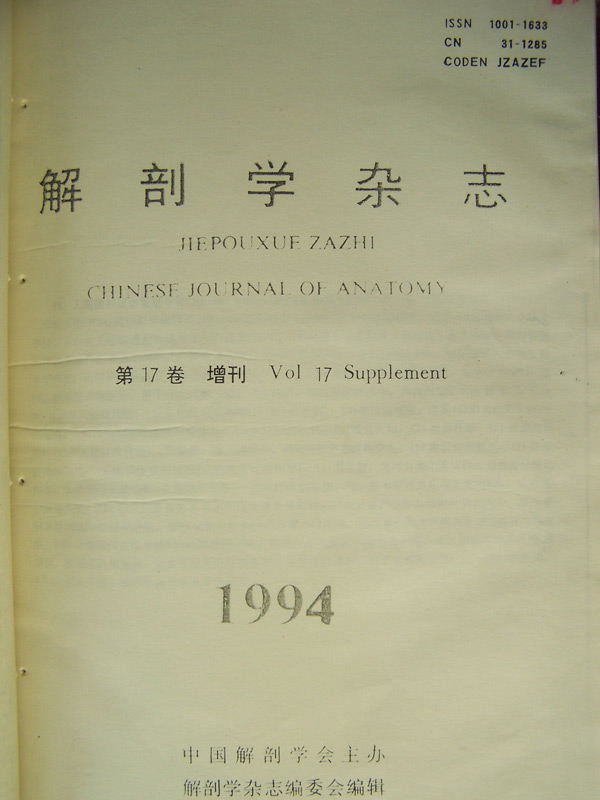 ISSN 1001-1633
CN 31-1285
CODEN JZAZEF
解剖学杂志
JIEPOUXUE ZAZHI
CHINESE JOURNAL OF ANATOMY
第17卷 增刊 Vol 17 Supplement
1994
中国解剖学会主办
解剖学杂志编委会编辑